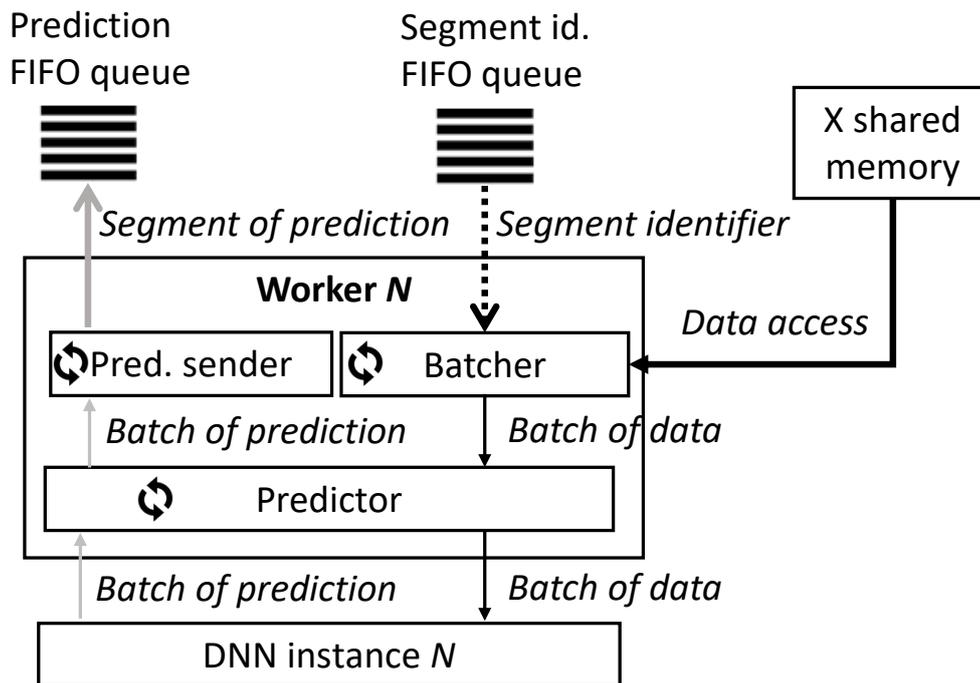 Prediction
FIFO queue
Segment id.
FIFO queue
X shared
memory
Segment of prediction
Segment identifier
Worker N
Data access
Pred. sender
Batcher
Batch of prediction
Batch of data
Predictor
Batch of prediction
Batch of data
DNN instance N